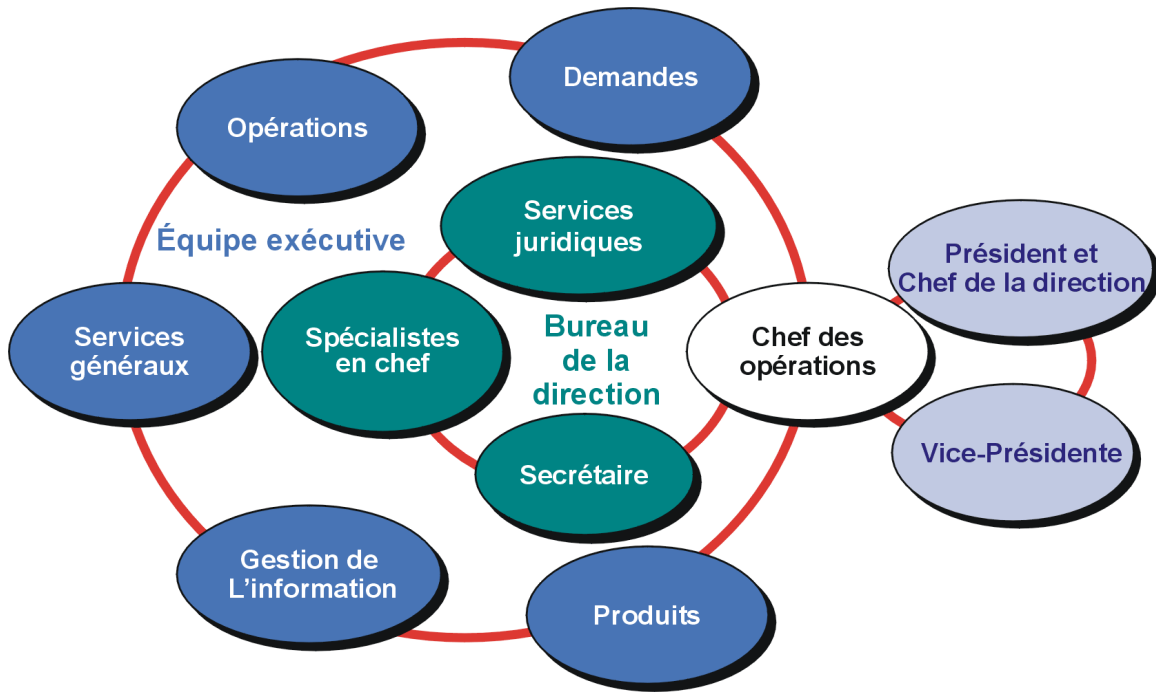 Demandes
Opérations
Services
juridiques
Équipe exécutive
Président et
Chef de la direction
Services
généraux
Spécialistes
en chef
Bureau
de la
direction
Chef des
opérations
Vice-Présidente
Secrétaire
Gestion de
L'information
Produits